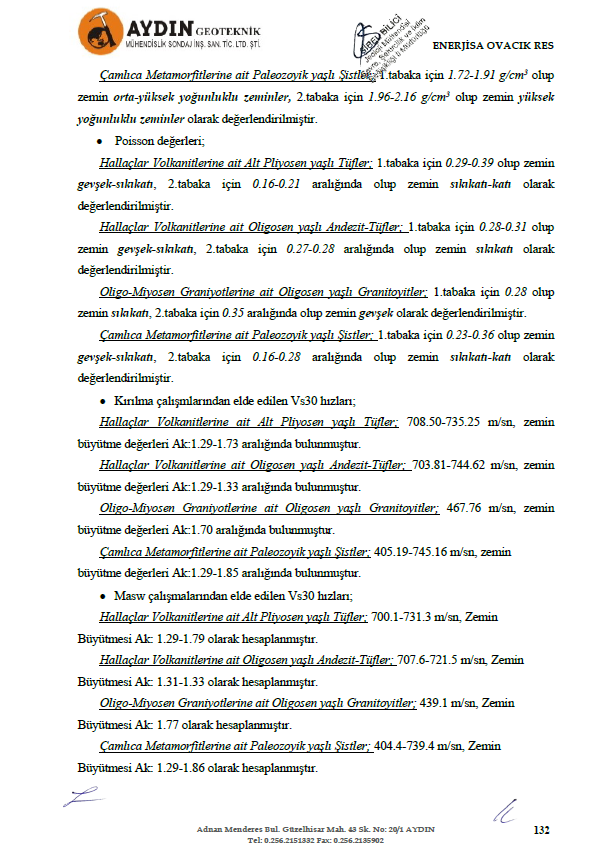 AYDIN GEOTEKNİK
MÜHENDİSLİK SONDAJ İNŞ. SAN. TİC. LTD. ŞTİ.
SİBEL BİLİCİ
Jeoloji Mühendisi
ENERJİSA OVACIK RES
Çamlıca Metamorfitlerine ait Paleozoyik yaşlı Şistler; 1.tabaka için 1.72-1.91 g/cm³ olup
zemin orta-yüksek yoğunluklu zeminler, 2.tabaka için 1.96-2.16 g/cm³ olup zemin yüksek
yoğunluklu zeminler olarak değerlendirilmiştir.
• Poisson değerleri;
Hallaçlar Volkanitlerine ait Alt Pliyosen yaşlı Tüfler; 1.tabaka için 0.29-0.39 olup zemin
gevşek-sıkıkatı, 2.tabaka için 0.16-0.21 aralığında olup zemin sıkıkatı-katı olarak
değerlendirilmiştir.
Hallaçlar Volkanitlerine ait Oligosen yaşlı Andezit-Tüfler; 1.tabaka için 0.28-0.31 olup
zemin gevşek-sıkıkatı, 2.tabaka için 0.27-0.28 aralığında olup zemin sıkıkatı olarak
değerlendirilmiştir.
Oligo-Miyosen Graniyotlerine ait Oligosen yaşlı Granitoyitler; 1.tabaka için 0.28 olup
zemin sıkıkatı, 2.tabaka için 0.35 aralığında olup zemin gevşek olarak değerlendirilmiştir.
Çamlıca Metamorfitlerine ait Paleozoyik yaşlı Şistler; 1.tabaka için 0.23-0.36 olup zemin
gevşek-sıkıkatı, 2.tabaka için 0.16-0.28 aralığında olup zemin sıkıkatı-katı olarak
değerlendirilmiştir.
• Kırılma çalışmlarından elde edilen Vs30 hızları;
Hallaçlar Volkanitlerine ait Alt Pliyosen yaşlı Tüfler; 708.50-735.25 m/sn, zemin
büyütme değerleri Ak:1.29-1.73 aralığında bulunmuştur.
Hallaçlar Volkanitlerine ait Oligosen yaşlı Andezit-Tüfler; 703.81-744.62 m/sn, zemin
büyütme değerleri Ak:1.29-1.33 aralığında bulunmuştur.
Oligo-Miyosen Graniyotlerine ait Oligosen yaşlı Granitoyitler; 467.76 m/sn, zemin
büyütme değerleri Ak:1.70 aralığında bulunmuştur.
Çamlıca Metamorfitlerine ait Paleozoyik yaşlı Şistler; 405.19-745.16 m/sn, zemin
büyütme değerleri Ak:1.29-1.85 aralığında bulunmuştur.
• Masw çalışmalarından elde edilen Vs30 hızları;
Hallaçlar Volkanitlerine ait Alt Pliyosen yaşlı Tüfler; 700.1-731.3 m/sn, Zemin
Büyütmesi Ak: 1.29-1.79 olarak hesaplanmıştır.
Hallaçlar Volkanitlerine ait Oligosen yaşlı Andezit-Tüfler; 707.6-721.5 m/sn, Zemin
Büyütmesi Ak: 1.31-1.33 olarak hesaplanmıştır.
Oligo-Miyosen Graniyotlerine ait Oligosen yaşlı Granitoyitler; 439.1 m/sn, Zemin
Büyütmesi Ak: 1.77 olarak hesaplanmıştır.
Çamlıca Metamorfitlerine ait Paleozoyik yaşlı Şistler; 404.4-739.4 m/sn, Zemin
Büyütmesi Ak: 1.29-1.86 olarak hesaplanmıştır.
Adnan Menderes Bul. Güzelhisar Mah. 43 Sk. No: 20/1 AYDIN
Tel: 0.256.2151332 Fax: 0.256.2135902
132